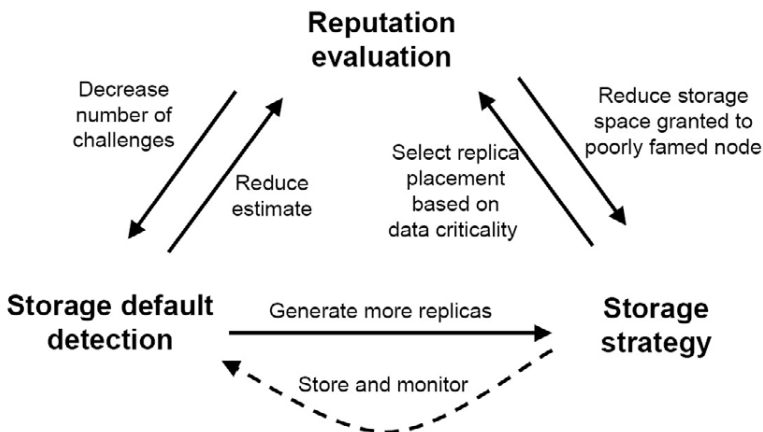 Reputation
evaluation
Decrease
number of
challenges
Reduce
estimate
Select replica
placement
based on
data criticality
Reduce storage
space granted to
poorly famed node
Storage default
detection
Generate more replicas
Store and monitor
Storage
strategy